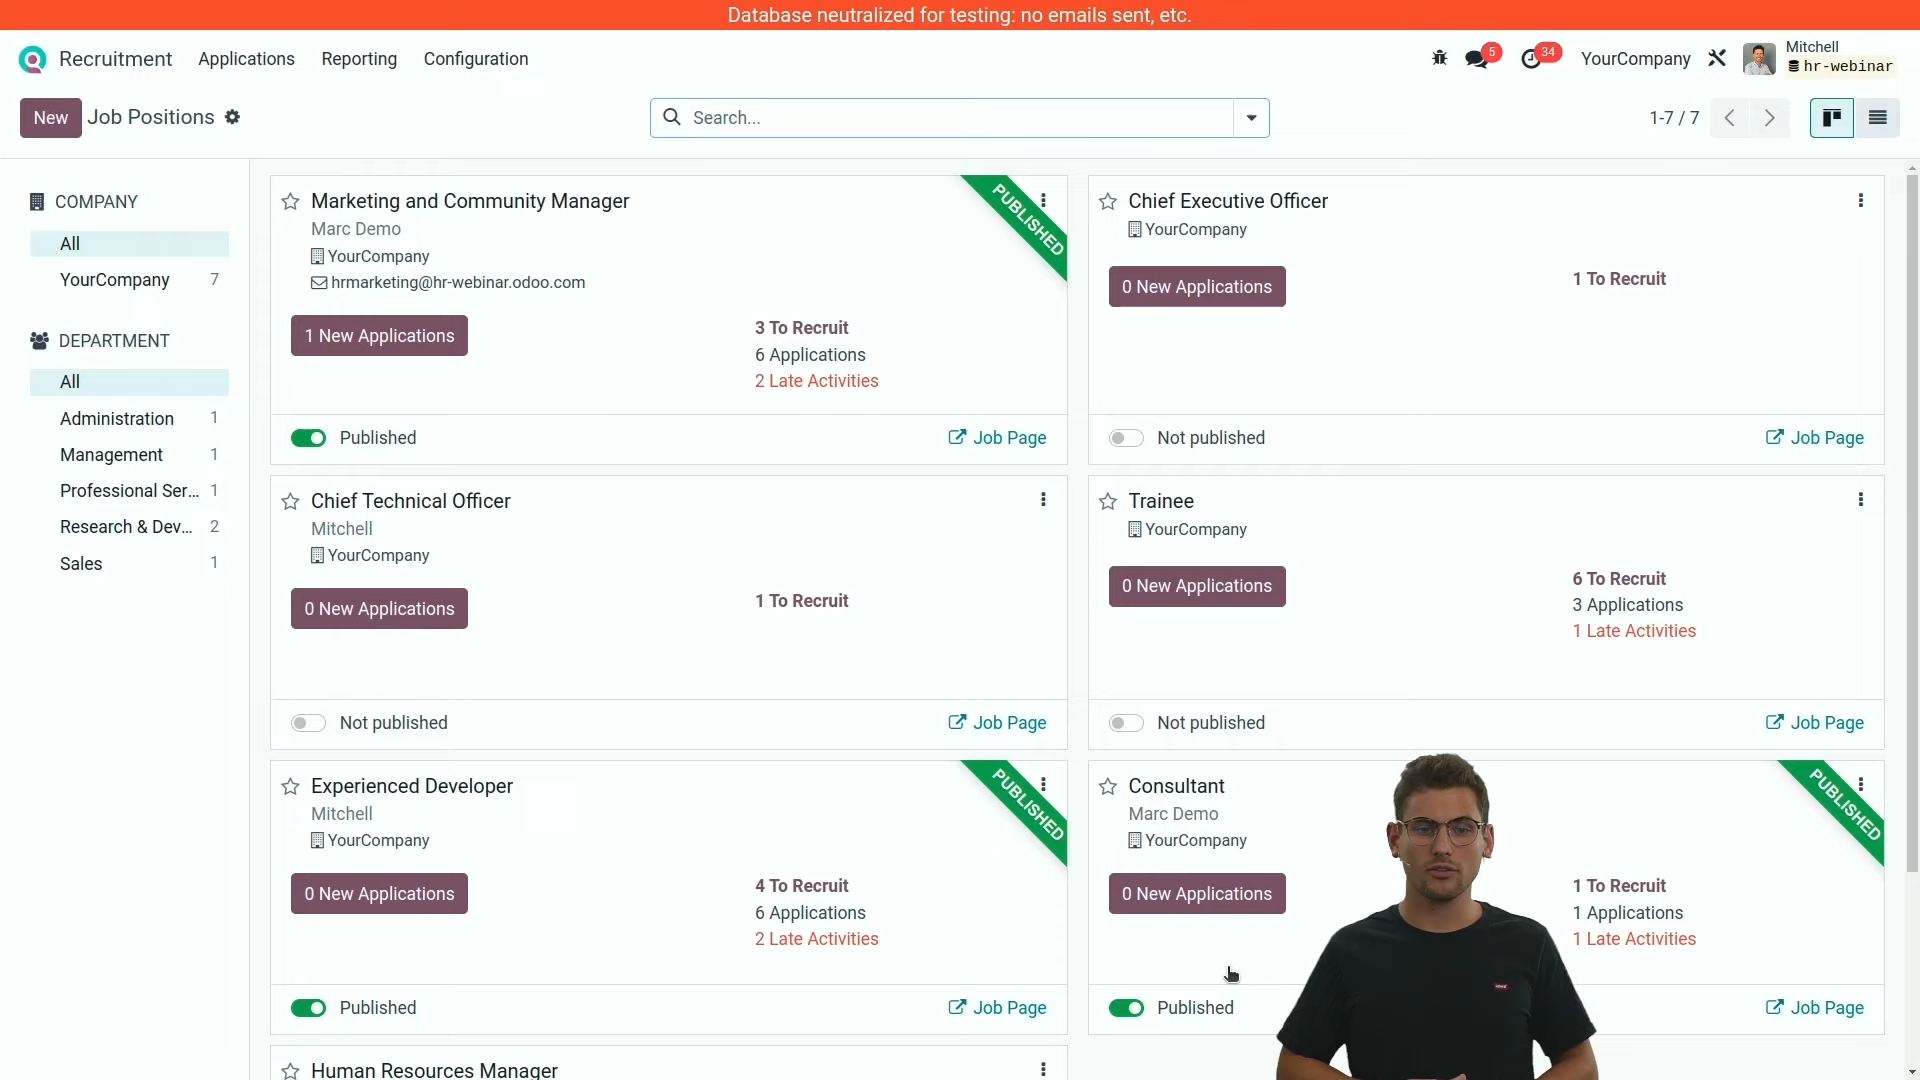 Database neutralized for testing: no emails sent, etc.
Recruitment Applications Reporting Configuration 5 34 YourCompany Mitchell
hr-webinar
New Job Positions Search... 1-7 / 7
COMPANY
All
YourCompany 7
DEPARTMENT
All
Administration 1
Management 1
Professional Ser... 1
Research & Dev... 2
Sales 1
Marketing and Community Manager
Marc Demo
YourCompany
hrmarketing@hr-webinar.odoo.com
PUBLISHED
1 New Applications
3 To Recruit
6 Applications
2 Late Activities
Published Job Page
Chief Executive Officer
YourCompany
0 New Applications
1 To Recruit
Not published Job Page
Chief Technical Officer
Mitchell
YourCompany
0 New Applications
1 To Recruit
Not published Job Page
Trainee
YourCompany
0 New Applications
6 To Recruit
3 Applications
1 Late Activities
Not published Job Page
Experienced Developer
Mitchell
YourCompany
PUBLISHED
0 New Applications
4 To Recruit
6 Applications
2 Late Activities
Published Job Page
Consultant
Marc Demo
YourCompany
PUBLISHED
0 New Applications
1 To Recruit
1 Applications
1 Late Activities
Published Job Page
Human Resources Manager